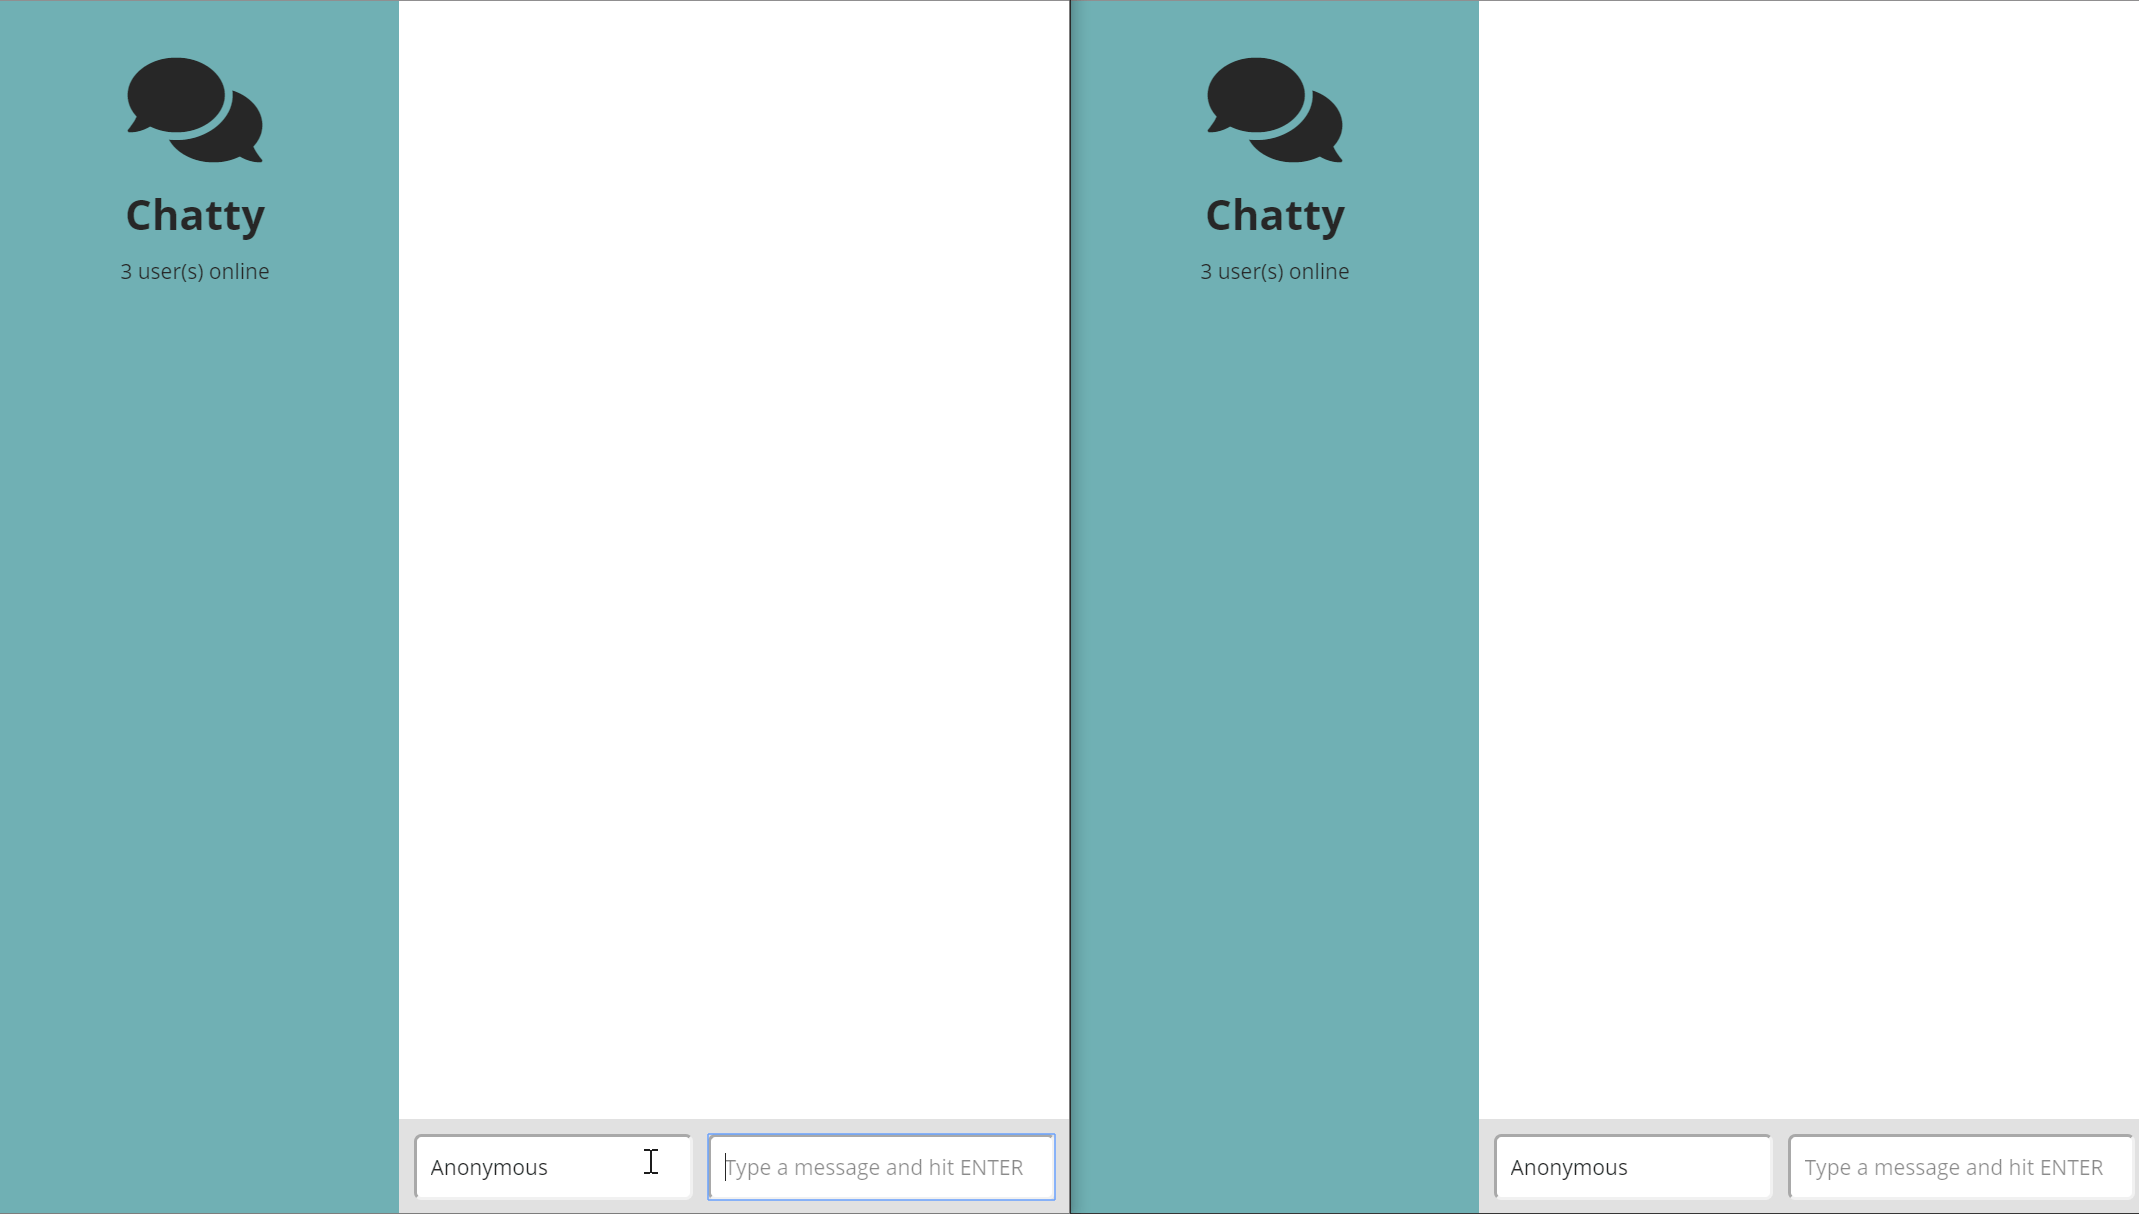 Chatty
3 user(s) online
Anonymous
Type a message and hit ENTER
Chatty
3 user(s) online
Anonymous
Type a message and hit ENTER